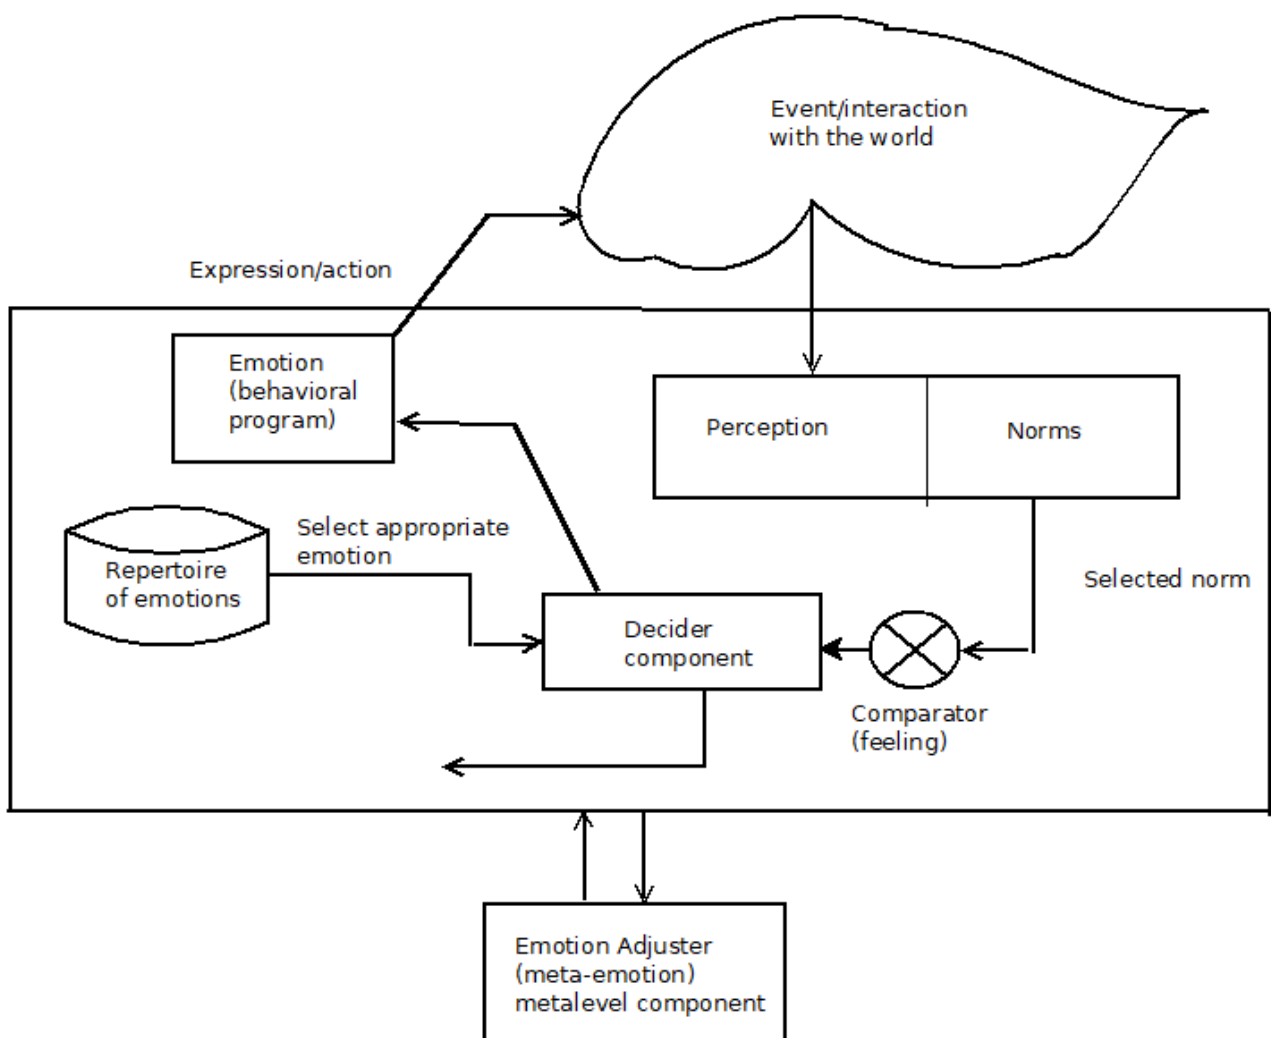 Event/interaction
with the world
Expression/action
Emotion
(behavioral
program)
Perception
Norms
Select appropriate
emotion
Repertoire
of emotions
Selected norm
Decider
component
Comparator
(feeling)
Emotion Adjuster
(meta-emotion)
metalevel component